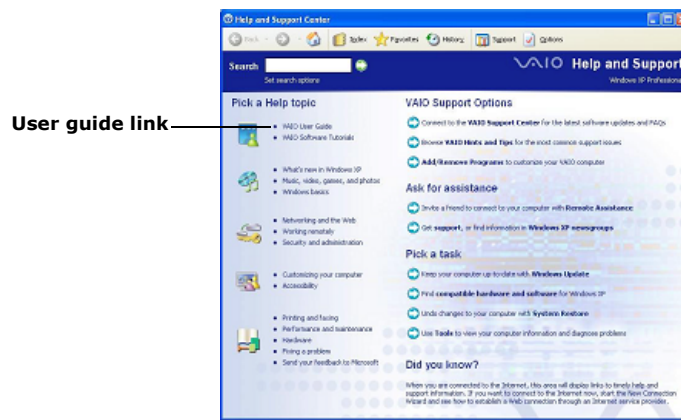 Help and Support Center
Back
Index
Favorites
History
Support
Options
Search
Set search options
VAIO Help and Support
Windows XP Professional
Pick a Help topic
User guide link
VAIO User Guide
VAIO Software Tutorials
What's new in Windows XP
Music, video, games, and photos
Windows basics
Networking and the Web
Working remotely
Security and administration
Customizing your computer
Accessibility
Printing and faxing
Performance and maintenance
Hardware
Fixing a problem
Send your feedback to Microsoft
VAIO Support Options
Connect to the VAIO Support Center for the latest software updates and FAQs
Browse VAIO Hints and Tips for the most common support issues
Add/Remove Programs to customize your VAIO computer
Ask for assistance
Invite a friend to connect to your computer with Remote Assistance
Get support, or find information in Windows XP newsgroups
Pick a task
Keep your computer up to date with Windows Update
Find compatible hardware and software for Windows XP
Undo changes to your computer with System Restore
Use Tools to view your computer information and diagnose problems
Did you know?
When you are connected to the Internet, this area will display links to timely help and
support information. If you want to connect to the Internet now, start the New Connection
Wizard and see how to establish a Web connection through an Internet service provider.